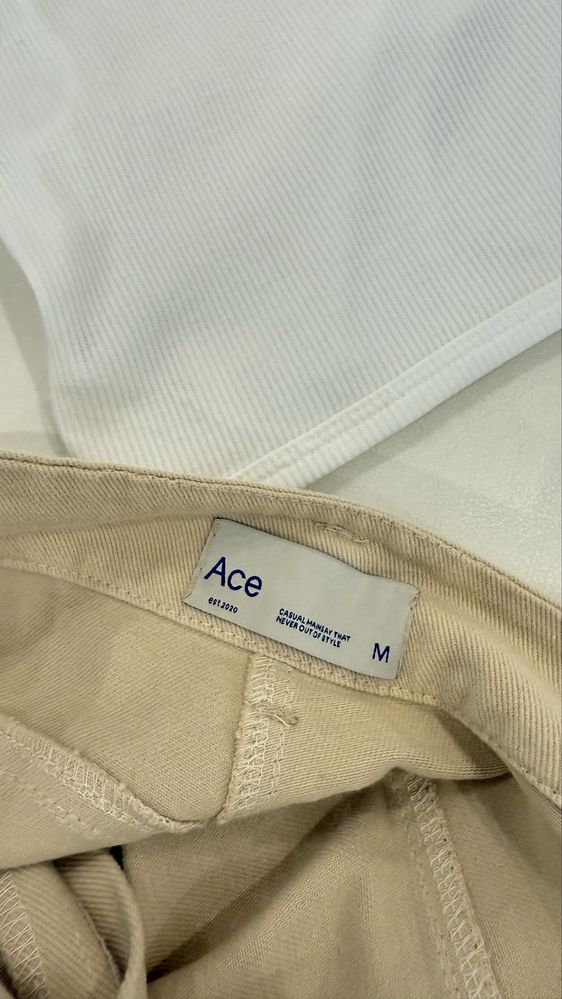 Ace
est.2020
CASUAL MAINSAY THAT
NEVER OUT OF STYLE
M